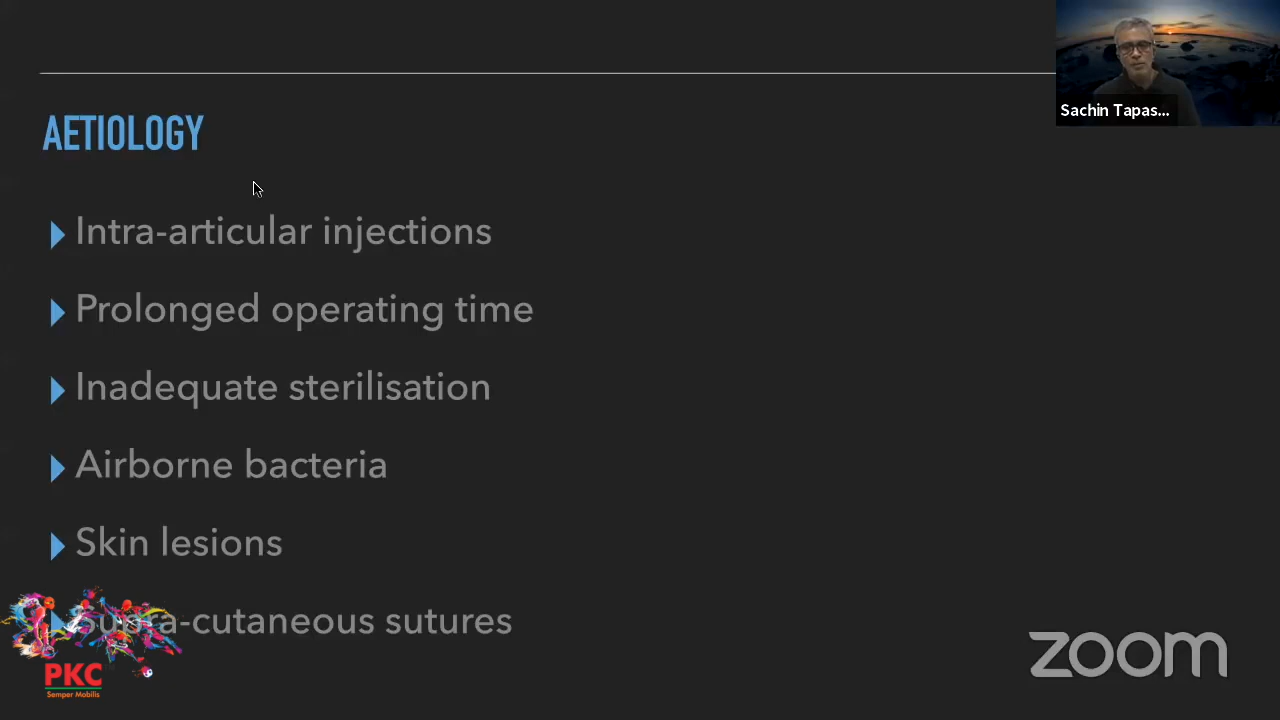 Sachin Tapas...
AETIOLOGY
Intra-articular injections
Prolonged operating time
Inadequate sterilisation
Airborne bacteria
Skin lesions
Supra-cutaneous sutures
PKC
Semper Mobilis
zoom